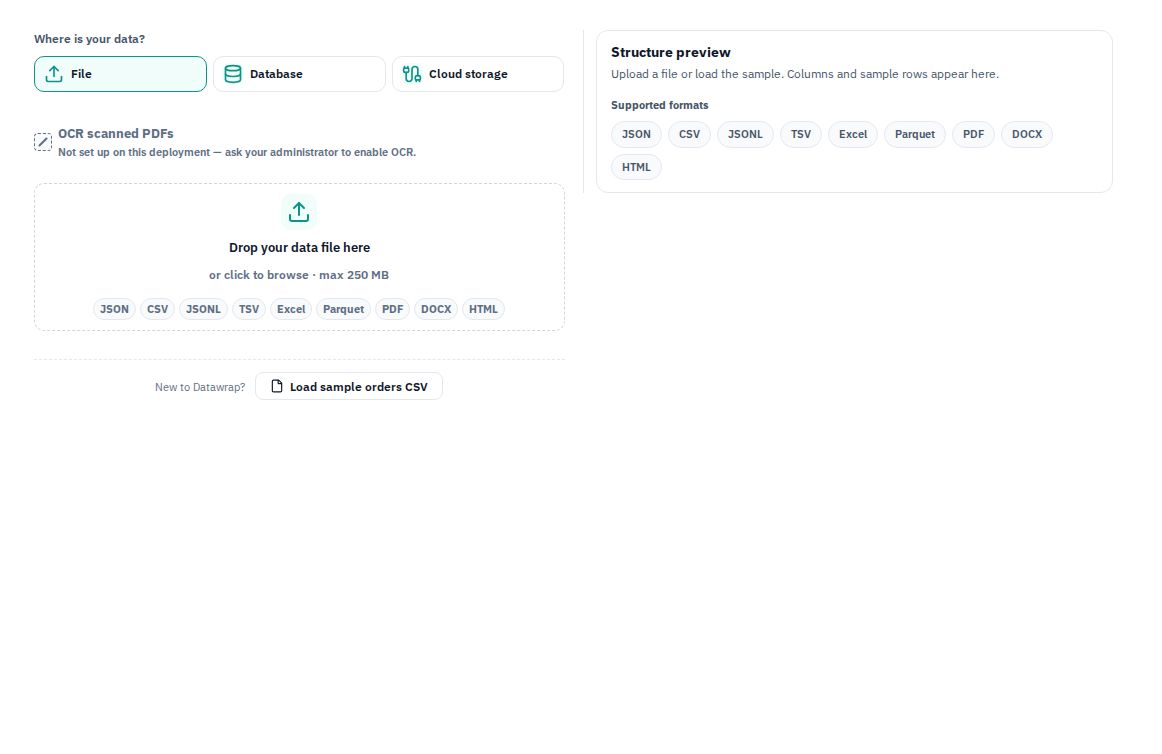 Where is your data?
File
Database
Cloud storage
OCR scanned PDFs
Not set up on this deployment — ask your administrator to enable OCR.
Drop your data file here
or click to browse · max 250 MB
JSON CSV JSONL TSV Excel Parquet PDF DOCX HTML
New to Datawrap?
Load sample orders CSV
Structure preview
Upload a file or load the sample. Columns and sample rows appear here.
Supported formats
JSON CSV JSONL TSV Excel Parquet PDF DOCX
HTML